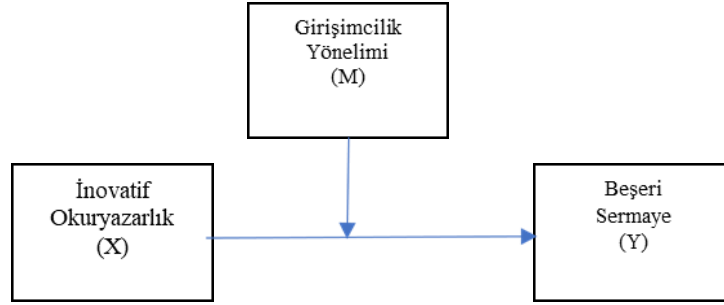 Girişimcilik
Yönelimi
(M)
İnovatif
Okuryazarlık
(X)
Beşeri
Sermaye
(Y)